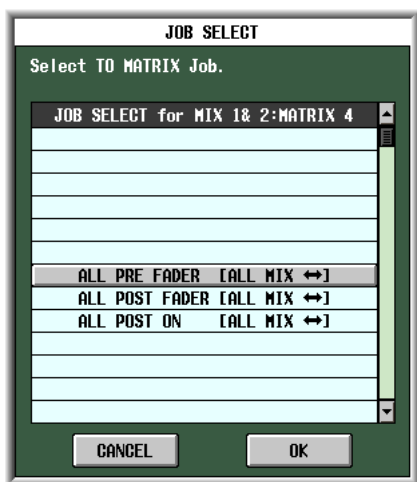 JOB SELECT
Select TO MATRIX Job.
JOB SELECT for MIX 1& 2:MATRIX 4
ALL PRE FADER [ALL MIX ↔]
ALL POST FADER [ALL MIX ↔]
ALL POST ON [ALL MIX ↔]
CANCEL OK